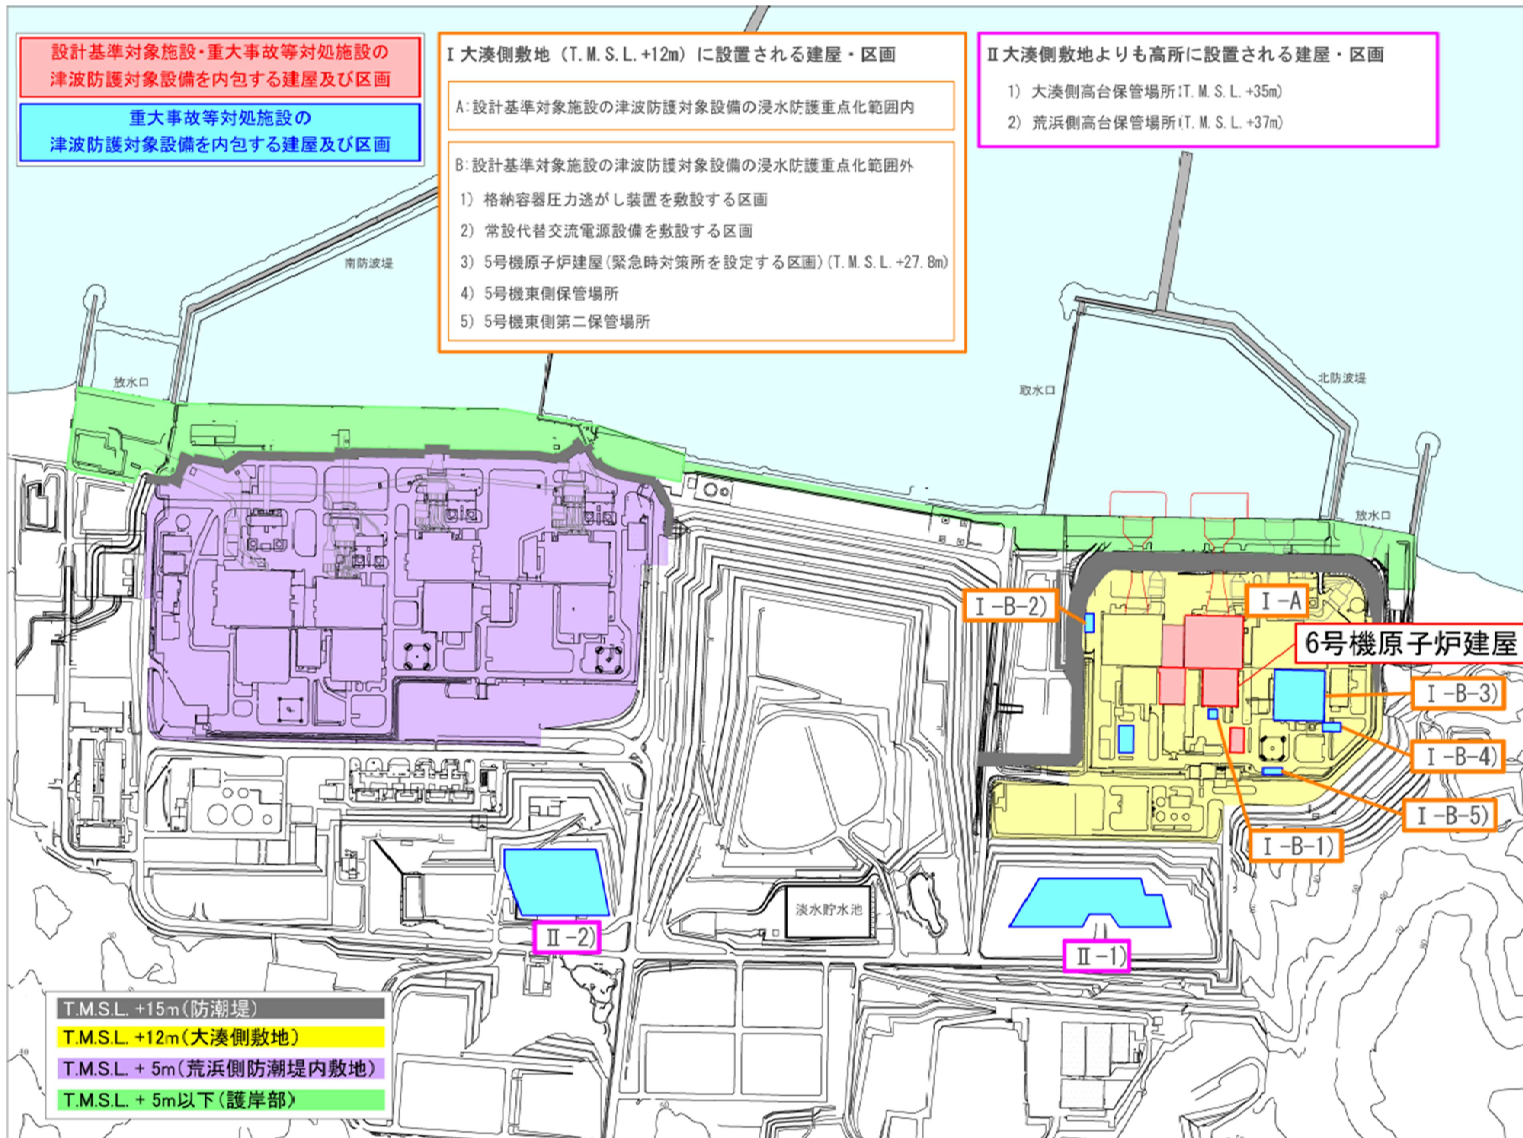 設計基準対象施設・重大事故等対処施設の
津波防護対象設備を内包する建屋及び区画
重大事故等対処施設の
津波防護対象設備を内包する建屋及び区画
Ⅰ 大湊側敷地 (T.M.S.L.+12m) に設置される建屋・区画
A:設計基準対象施設の津波防護対象設備の浸水防護重点化範囲内
B:設計基準対象施設の津波防護対象設備の浸水防護重点化範囲外
1) 格納容器圧力逃がし装置を敷設する区画
2) 常設代替交流電源設備を敷設する区画
3) 5号機原子炉建屋(緊急時対策所を設定する区画)(T.M.S.L.+27.8m)
4) 5号機東側保管場所
5) 5号機東側第二保管場所
Ⅱ 大湊側敷地よりも高所に設置される建屋・区画
1) 大湊側高台保管場所(T.M.S.L.+35m)
2) 荒浜側高台保管場所(T.M.S.L.+37m)
南防波堤
放水口
取水口
北防波堤
放水口
Ⅰ-B-2)
Ⅰ-A
6号機原子炉建屋
Ⅰ-B-3)
Ⅰ-B-4)
Ⅰ-B-5)
Ⅰ-B-1)
淡水貯水池
Ⅱ-2)
Ⅱ-1)
T.M.S.L. +15m(防潮堤)
T.M.S.L. +12m(大湊側敷地)
T.M.S.L. + 5m(荒浜側防潮堤内敷地)
T.M.S.L. + 5m以下(護岸部)